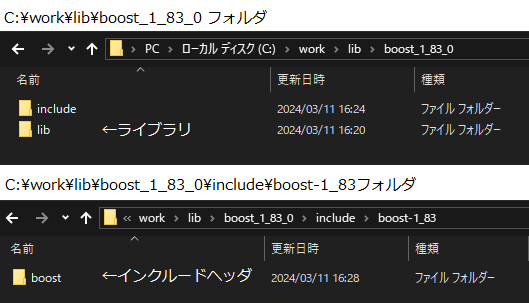 C:¥work¥lib¥boost_1_83_0 フォルダ
PC > ローカル ディスク (C:) > work > lib > boost_1_83_0
名前 更新日時 種類
include 2024/03/11 16:24 ファイル フォルダー
lib ←ライブラリ 2024/03/11 16:20 ファイル フォルダー
C:¥work¥lib¥boost_1_83_0¥include¥boost-1_83フォルダ
« work > lib > boost_1_83_0 > include > boost-1_83
名前 更新日時 種類
boost ←インクルードヘッダ 2024/03/11 16:28 ファイル フォルダー